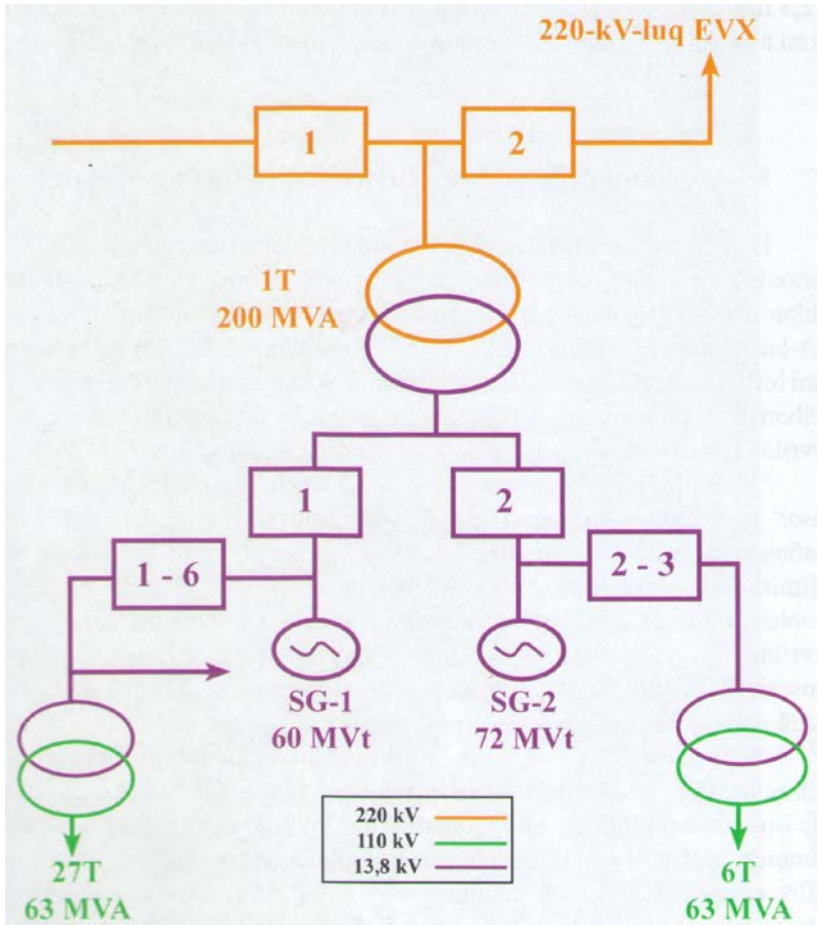 220-kV-luq EVX
1
2
1T
200 MVA
1
2
1 - 6
2 - 3
SG-1
60 MVt
SG-2
72 MVt
220 kV
110 kV
13,8 kV
27T
63 MVA
6T
63 MVA